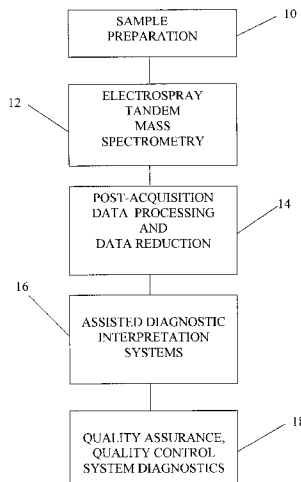 SAMPLE
PREPARATION
10
12
ELECTROSPRAY
TANDEM
MASS
SPECTROMETRY
POST-ACQUISITION
DATA PROCESSING
AND
DATA REDUCTION
14
16
ASSISTED DIAGNOSTIC
INTERPRETATION
SYSTEMS
QUALITY ASSURANCE,
QUALITY CONTROL
SYSTEM DIAGNOSTICS
18